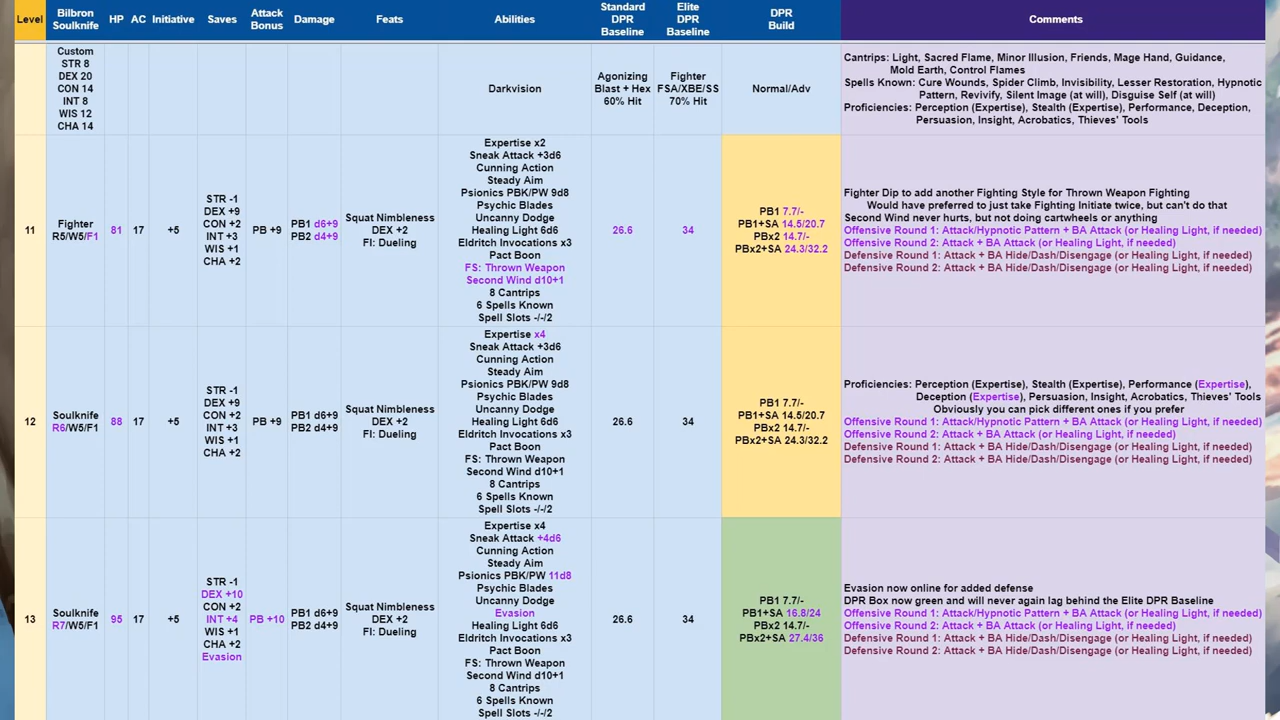 Level
Bilbron
Soulknife
HP
AC
Initiative
Saves
Attack
Bonus
Damage
Feats
Abilities
Standard
DPR
Baseline
Elite
DPR
Baseline
DPR
Build
Comments
Custom
STR 8
DEX 20
CON 14
INT 8
WIS 12
CHA 14
Darkvision
Agonizing
Blast + Hex
60% Hit
Fighter
FSA/XBE/SS
70% Hit
Normal/Adv
Cantrips: Light, Sacred Flame, Minor Illusion, Friends, Mage Hand, Guidance,
Mold Earth, Control Flames
Spells Known: Cure Wounds, Spider Climb, Invisibility, Lesser Restoration, Hypnotic
Pattern, Revivify, Silent Image (at will), Disguise Self (at will)
Proficiencies: Perception (Expertise), Stealth (Expertise), Performance, Deception,
Persuasion, Insight, Acrobatics, Thieves' Tools
11
Fighter
R5/W5/F1
81
17
+5
STR -1
DEX +9
CON +2
INT +3
WIS +1
CHA +2
PB +9
PB1 d6+9
PB2 d4+9
Squat Nimbleness
DEX +2
FI: Dueling
Expertise x2
Sneak Attack +3d6
Cunning Action
Steady Aim
Psionics PBK/PW 9d8
Psychic Blades
Uncanny Dodge
Healing Light 6d6
Eldritch Invocations x3
Pact Boon
FS: Thrown Weapon
Second Wind d10+1
8 Cantrips
6 Spells Known
Spell Slots -/-/2
26.6
34
PB1 7.7/-
PB1+SA 14.5/20.7
PBx2 14.7/-
PBx2+SA 24.3/32.2
Fighter Dip to add another Fighting Style for Thrown Weapon Fighting
Would have preferred to just take Fighting Initiate twice, but can't do that
Second Wind never hurts, but not doing cartwheels or anything
Offensive Round 1: Attack/Hypnotic Pattern + BA Attack (or Healing Light, if needed)
Offensive Round 2: Attack + BA Attack (or Healing Light, if needed)
Defensive Round 1: Attack + BA Hide/Dash/Disengage (or Healing Light, if needed)
Defensive Round 2: Attack + BA Hide/Dash/Disengage (or Healing Light, if needed)
12
Soulknife
R6/W5/F1
88
17
+5
STR -1
DEX +9
CON +2
INT +3
WIS +1
CHA +2
PB +9
PB1 d6+9
PB2 d4+9
Squat Nimbleness
DEX +2
FI: Dueling
Expertise x4
Sneak Attack +3d6
Cunning Action
Steady Aim
Psionics PBK/PW 9d8
Psychic Blades
Uncanny Dodge
Healing Light 6d6
Eldritch Invocations x3
Pact Boon
FS: Thrown Weapon
Second Wind d10+1
8 Cantrips
6 Spells Known
Spell Slots -/-/2
26.6
34
PB1 7.7/-
PB1+SA 14.5/20.7
PBx2 14.7/-
PBx2+SA 24.3/32.2
Proficiencies: Perception (Expertise), Stealth (Expertise), Performance (Expertise),
Deception (Expertise), Persuasion, Insight, Acrobatics, Thieves' Tools
Obviously you can pick different ones if you prefer
Offensive Round 1: Attack/Hypnotic Pattern + BA Attack (or Healing Light, if needed)
Offensive Round 2: Attack + BA Attack (or Healing Light, if needed)
Defensive Round 1: Attack + BA Hide/Dash/Disengage (or Healing Light, if needed)
Defensive Round 2: Attack + BA Hide/Dash/Disengage (or Healing Light, if needed)
13
Soulknife
R7/W5/F1
95
17
+5
STR -1
DEX +10
CON +2
INT +4
WIS +1
CHA +2
Evasion
PB +10
PB1 d6+9
PB2 d4+9
Squat Nimbleness
DEX +2
FI: Dueling
Expertise x4
Sneak Attack +4d6
Cunning Action
Steady Aim
Psionics PBK/PW 11d8
Psychic Blades
Uncanny Dodge
Evasion
Healing Light 6d6
Eldritch Invocations x3
Pact Boon
FS: Thrown Weapon
Second Wind d10+1
8 Cantrips
6 Spells Known
Spell Slots -/-/2
26.6
34
PB1 7.7/-
PB1+SA 16.8/24
PBx2 14.7/-
PBx2+SA 27.4/36
Evasion now online for added defense
DPR Box now green and will never again lag behind the Elite DPR Baseline
Offensive Round 1: Attack/Hypnotic Pattern + BA Attack (or Healing Light, if needed)
Offensive Round 2: Attack + BA Attack (or Healing Light, if needed)
Defensive Round 1: Attack + BA Hide/Dash/Disengage (or Healing Light, if needed)
Defensive Round 2: Attack + BA Hide/Dash/Disengage (or Healing Light, if needed)